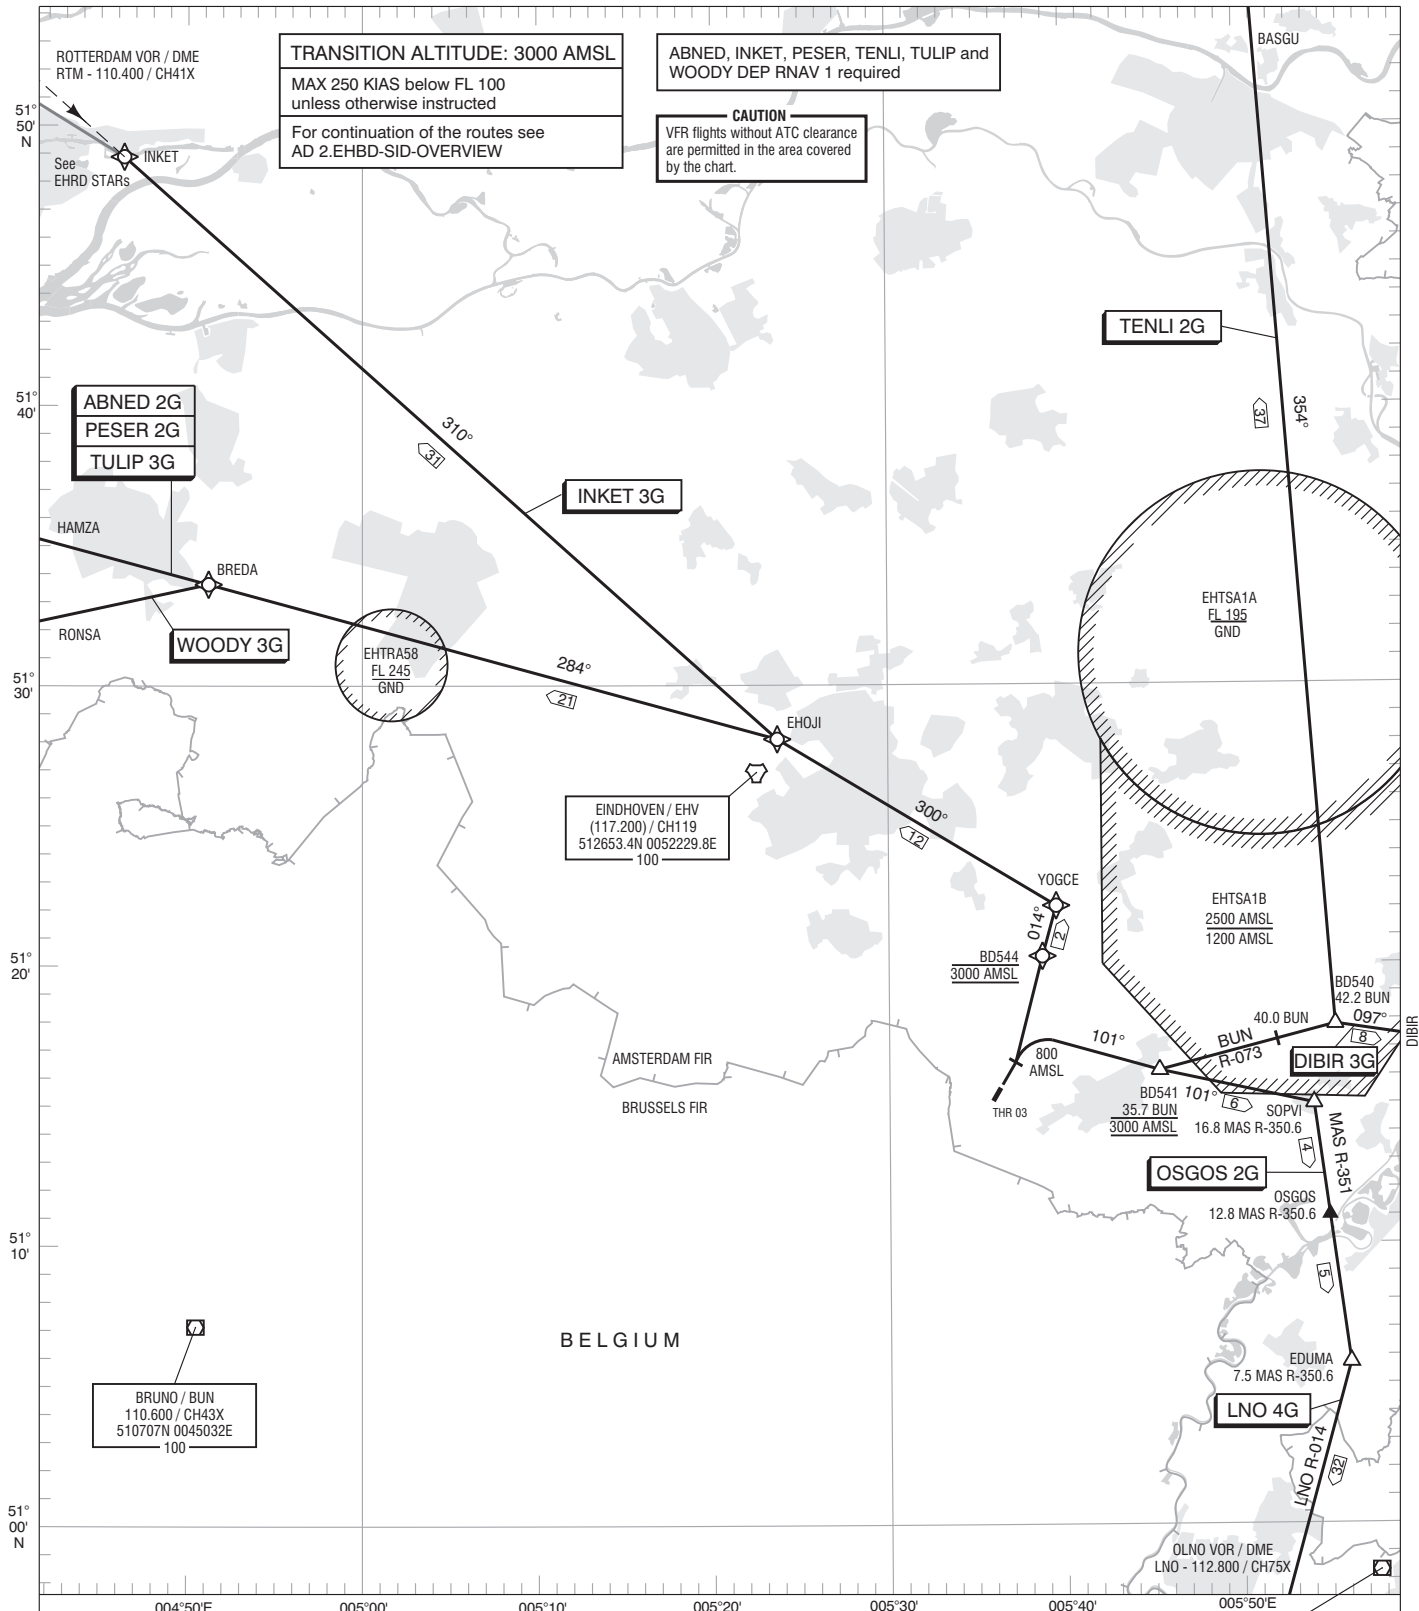 BASGU
ROTTERDAM VOR / DME
RTM - 110.400 / CH41X
TRANSITION ALTITUDE: 3000 AMSL
MAX 250 KIAS below FL 100
unless otherwise instructed
For continuation of the routes see
AD 2.EHBD-SID-OVERVIEW
ABNED, INKET, PESER, TENLI, TULIP and
WOODY DEP RNAV 1 required
CAUTION
VFR flights without ATC clearance
are permitted in the area covered
by the chart.
51°
50'
N
INKET
See
EHRD STARs
TENLI 2G
51°
40'
ABNED 2G
PESER 2G
TULIP 3G
310°
31
37
354°
INKET 3G
HAMZA
BREDA
RONSA
WOODY 3G
EHTRA58
FL 245
GND
284°
21
EHTSA1A
FL 195
GND
51°
30'
EHOJI
EINDHOVEN / EHV
(117.200) / CH119
512653.4N 0052229.8E
100
300°
12
YOGCE
014°
2
EHTSA1B
2500 AMSL
1200 AMSL
51°
20'
BD544
3000 AMSL
BD540
42.2 BUN
097°
8
DIBIR
40.0 BUN
BUN
R-073
DIBIR 3G
101°
800
AMSL
AMSTERDAM FIR
BRUSSELS FIR
THR 03
BD541
35.7 BUN
3000 AMSL
101°
6
SOPVI
16.8 MAS R-350.6
4
MAS R-351
OSGOS 2G
OSGOS
12.8 MAS R-350.6
51°
10'
5
BELGIUM
EDUMA
7.5 MAS R-350.6
BRUNO / BUN
110.600 / CH43X
510707N 0045032E
100
LNO 4G
LNO R-014
32
51°
00'
N
OLNO VOR / DME
LNO - 112.800 / CH75X
004°50'E
005°00'
005°10'
005°20'
005°30'
005°40'
005°50'E